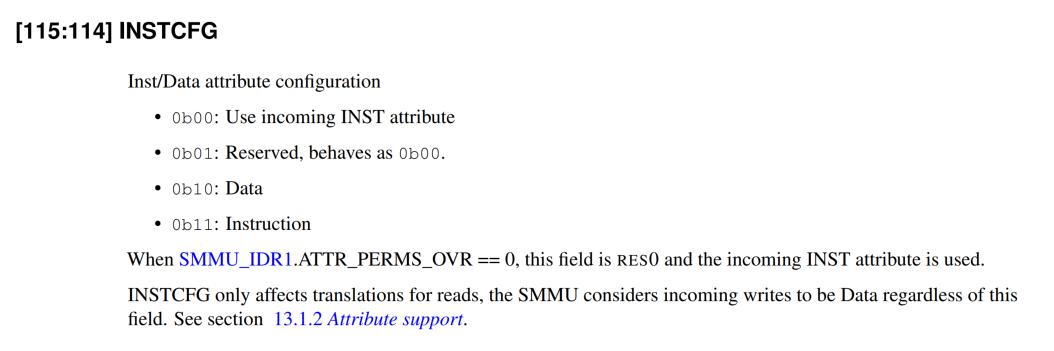 [115:114] INSTCFG
Inst/Data attribute configuration
• 0b00: Use incoming INST attribute
• 0b01: Reserved, behaves as 0b00.
• 0b10: Data
• 0b11: Instruction
When SMMU_IDR1.ATTR_PERMS_OVR == 0, this field is RES0 and the incoming INST attribute is used.
INSTCFG only affects translations for reads, the SMMU considers incoming writes to be Data regardless of this
field. See section 13.1.2 Attribute support.